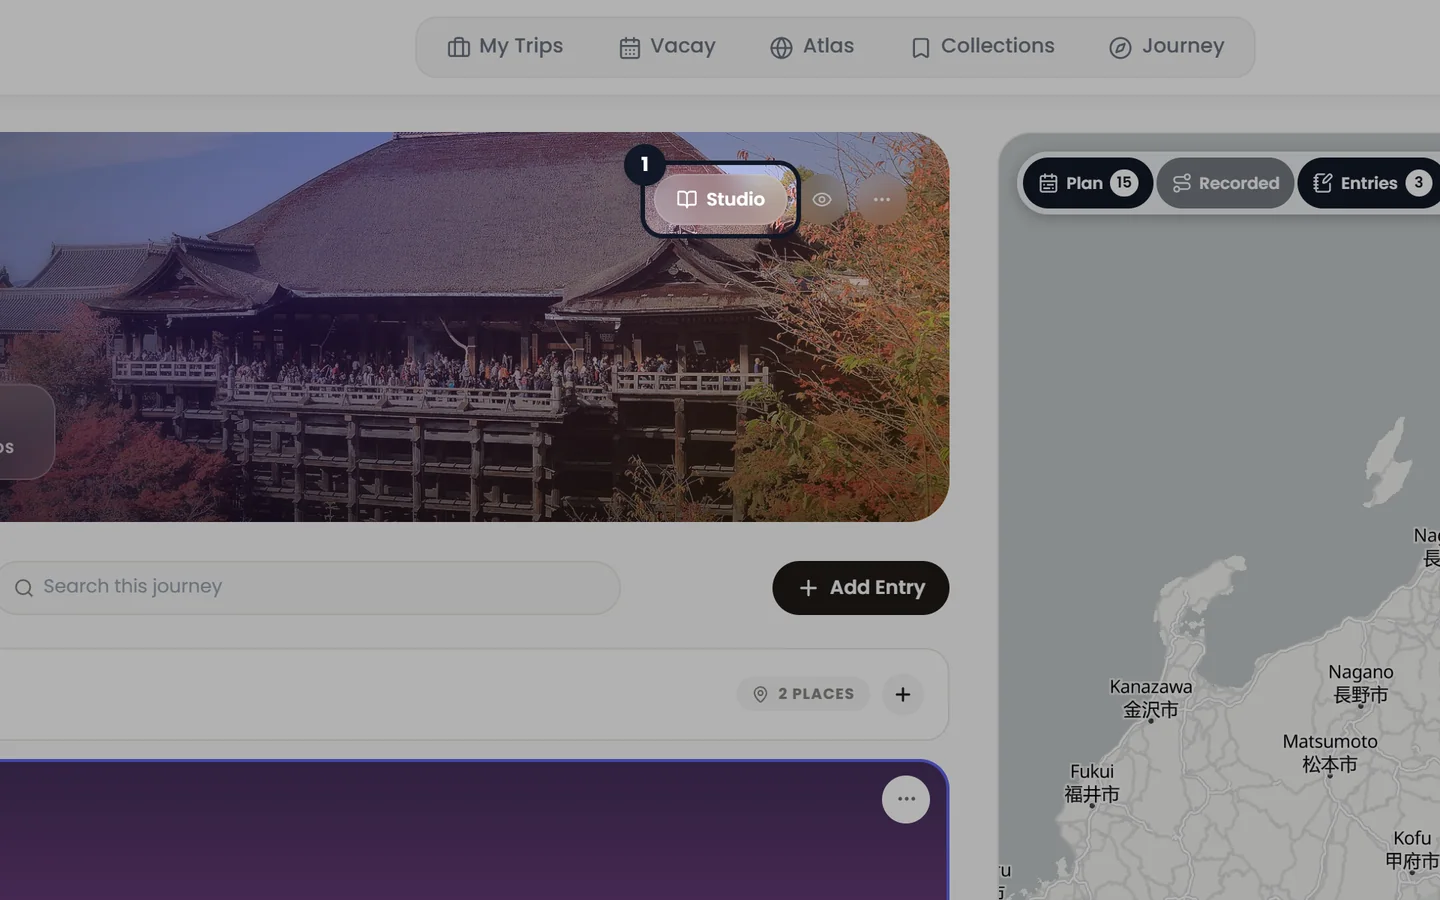 My Trips
Vacay
Atlas
Collections
Journey
1
Studio
Plan 15
Recorded
Entries 3
Search this journey
Add Entry
2 PLACES
Kanazawa
金沢市
Nagano
長野市
Matsumoto
松本市
Fukui
福井市
Kofu
甲府市